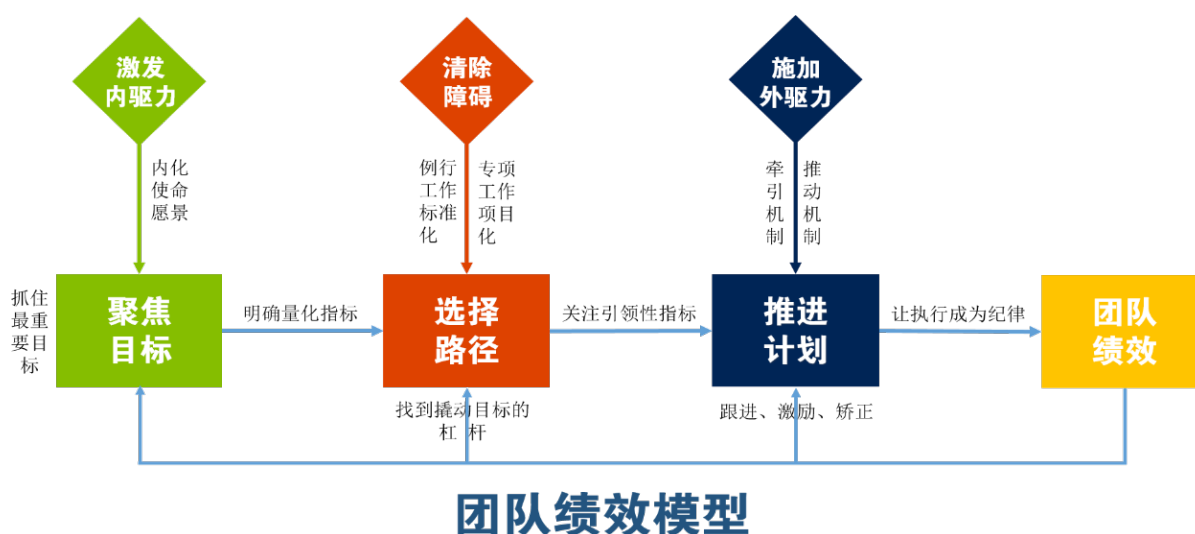 激发
内驱力
清除
障碍
施加
外驱力
内化
使命
愿景
例行
工作
标准
化
专项
工作
项目
化
牵
引
机
制
推
动
机
制
抓住
最重
要目
标
聚焦
目标
明确量化指标
选择
路径
关注引领性指标
推进
计划
让执行成为纪律
团队
绩效
找到撬动目标的
杠 杆
跟进、激励、矫正
团队绩效模型